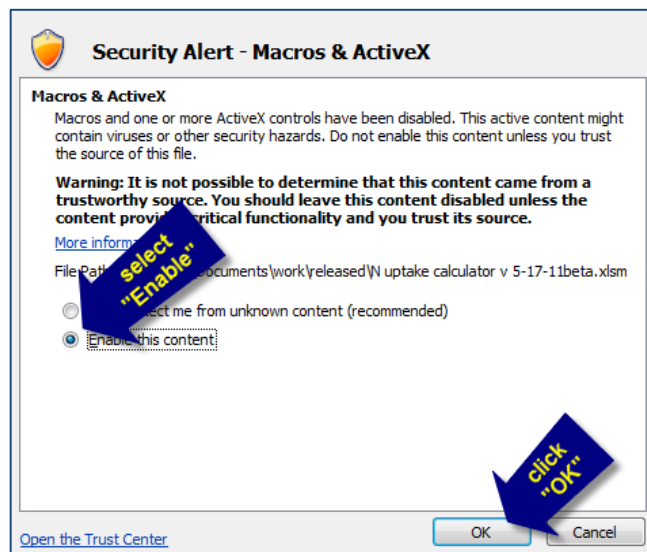 Security Alert - Macros & ActiveX
Macros & ActiveX
Macros and one or more ActiveX controls have been disabled. This active content might
contain viruses or other security hazards. Do not enable this content unless you trust
the source of this file.
Warning: It is not possible to determine that this content came from a
trustworthy source. You should leave this content disabled unless the
content critical functionality and you trust its source.
More
select
"Enable"
File \work\released\N uptake calculator v 5-17-11beta.xlsm
me from unknown content (recommended)
Enable this content
click
"OK"
Open the Trust Center
OK
Cancel